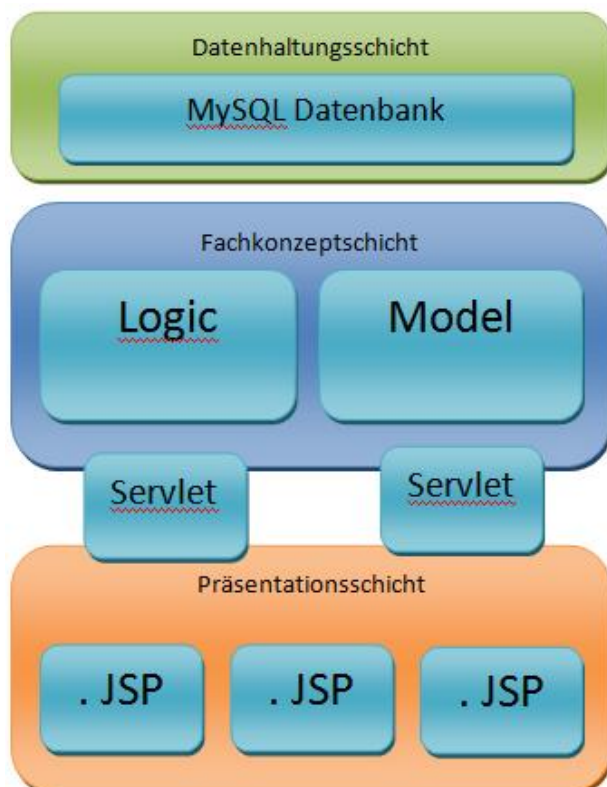 Datenhaltungsschicht
MySQL Datenbank
Fachkonzeptschicht
Logic
Model
Servlet
Servlet
Präsentationsschicht
. JSP
. JSP
. JSP